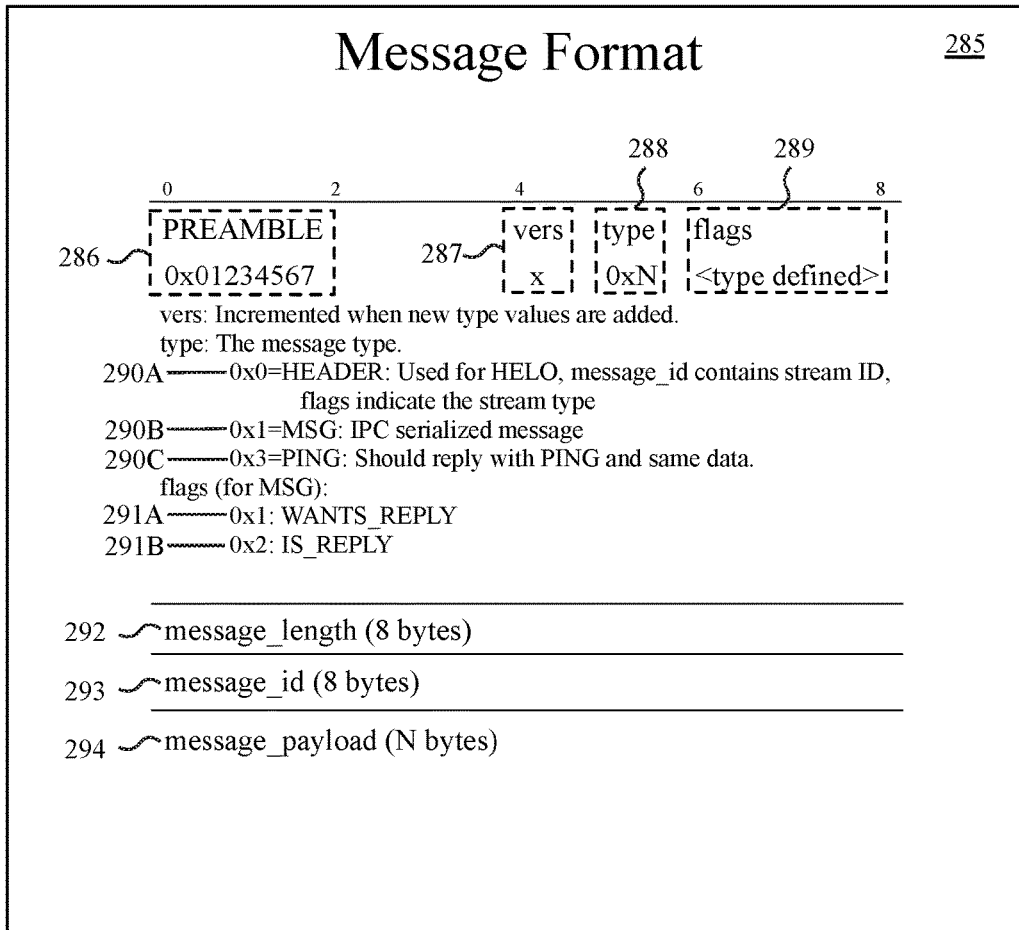 Message Format
285
288
289
0 2 4 6 8
PREAMBLE vers type flags
286 287
0x01234567 x 0xN <type defined>
vers: Incremented when new type values are added.
type: The message type.
290A 0x0=HEADER: Used for HELO, message_id contains stream ID,
flags indicate the stream type
290B 0x1=MSG: IPC serialized message
290C 0x3=PING: Should reply with PING and same data.
flags (for MSG):
291A 0x1: WANTS_REPLY
291B 0x2: IS_REPLY
292 message_length (8 bytes)
293 message_id (8 bytes)
294 message_payload (N bytes)